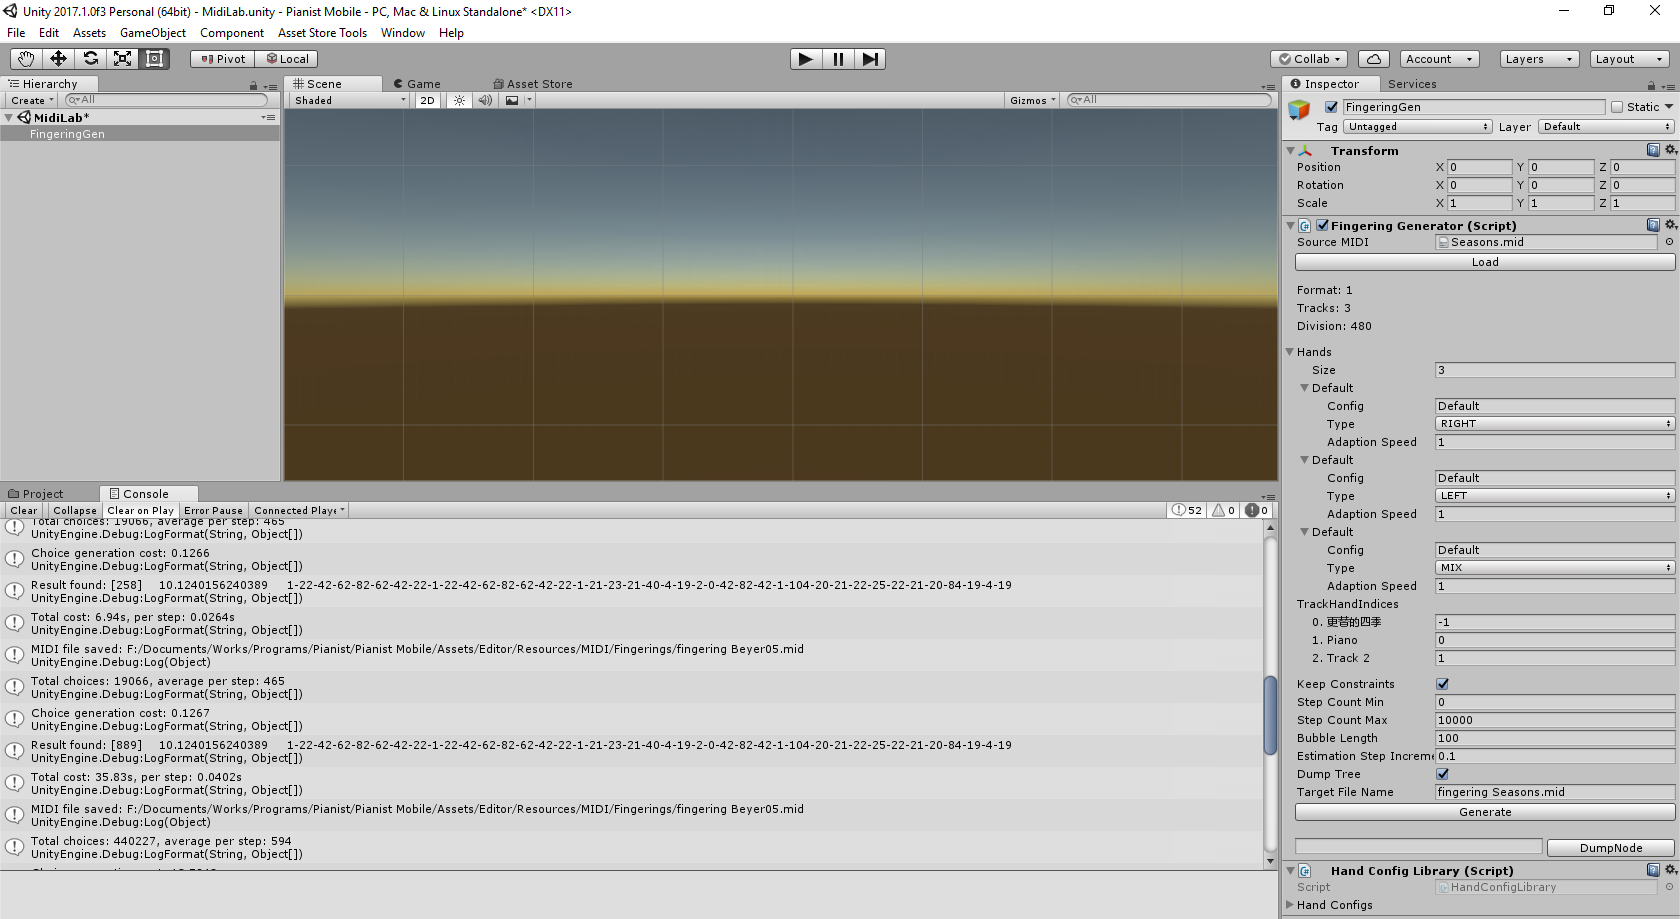 Unity 2017.1.0f3 Personal (64bit) - MidiLab.unity - Pianist Mobile - PC, Mac & Linux Standalone* <DX11>
File Edit Assets GameObject Component Asset Store Tools Window Help
Pivot Local Collab Account Layers Layout
Hierarchy
Create All
MidiLab*
FingeringGen
Scene Game Asset Store
Shaded 2D Gizmos All
Project Console
Clear Collapse Clear on Play Error Pause Connected Playe 52 0 0
Total choices: 19066, average per step: 465
UnityEngine.Debug:LogFormat(String, Object[])
Choice generation cost: 0.1266
UnityEngine.Debug:LogFormat(String, Object[])
Result found: [258] 10.1240156240389 1-22-42-62-82-62-42-22-1-22-42-62-82-62-42-22-1-21-23-21-40-4-19-2-0-42-82-42-1-104-20-21-22-25-22-21-20-84-19-4-19
UnityEngine.Debug:LogFormat(String, Object[])
Total cost: 6.94s, per step: 0.0264s
UnityEngine.Debug:LogFormat(String, Object[])
MIDI file saved: F:/Documents/Works/Programs/Pianist/Pianist Mobile/Assets/Editor/Resources/MIDI/Fingerings/fingering Beyer05.mid
UnityEngine.Debug:Log(Object)
Total choices: 19066, average per step: 465
UnityEngine.Debug:LogFormat(String, Object[])
Choice generation cost: 0.1267
UnityEngine.Debug:LogFormat(String, Object[])
Result found: [889] 10.1240156240389 1-22-42-62-82-62-42-22-1-22-42-62-82-62-42-22-1-21-23-21-40-4-19-2-0-42-82-42-1-104-20-21-22-25-22-21-20-84-19-4-19
UnityEngine.Debug:LogFormat(String, Object[])
Total cost: 35.83s, per step: 0.0402s
UnityEngine.Debug:LogFormat(String, Object[])
MIDI file saved: F:/Documents/Works/Programs/Pianist/Pianist Mobile/Assets/Editor/Resources/MIDI/Fingerings/fingering Beyer05.mid
UnityEngine.Debug:Log(Object)
Total choices: 440227, average per step: 594
UnityEngine.Debug:LogFormat(String, Object[])
Inspector Services
FingeringGen Static
Tag Untagged Layer Default
Transform
Position X 0 Y 0 Z 0
Rotation X 0 Y 0 Z 0
Scale X 1 Y 1 Z 1
Fingering Generator (Script)
Source MIDI Seasons.mid
Load
Format: 1
Tracks: 3
Division: 480
Hands
Size 3
Default
Config Default
Type RIGHT
Adaption Speed 1
Default
Config Default
Type LEFT
Adaption Speed 1
Default
Config Default
Type MIX
Adaption Speed 1
TrackHandIndices
0. 更替的四季 -1
1. Piano 0
2. Track 2 1
Keep Constraints
Step Count Min 0
Step Count Max 10000
Bubble Length 100
Estimation Step Increme 0.1
Dump Tree
Target File Name fingering Seasons.mid
Generate
DumpNode
Hand Config Library (Script)
Script HandConfigLibrary
Hand Configs